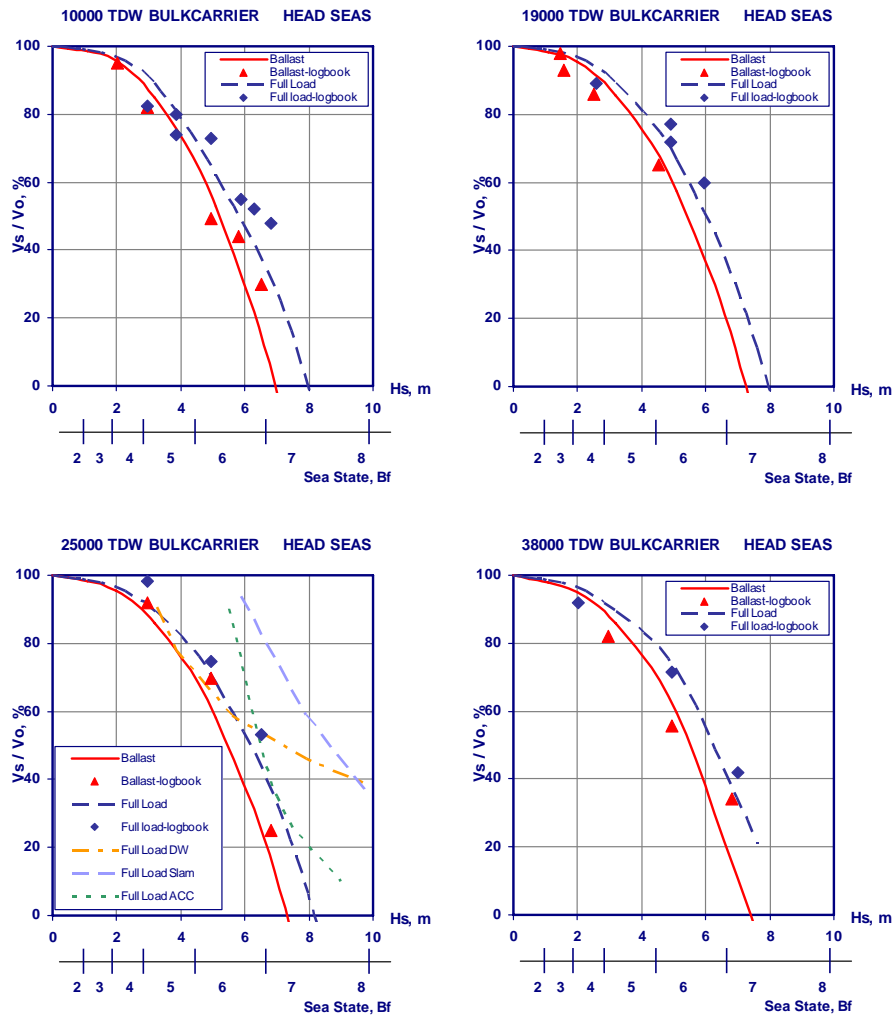 10000 TDW BULKCARRIER HEAD SEAS
100
80
60
40
20
0
Vs / Vo, %
Ballast
Ballast-logbook
Full Load
Full load-logbook
0 2 4 6 8 10
Hs, m
2 3 4 5 6 7 8
Sea State, Bf
19000 TDW BULKCARRIER HEAD SEAS
100
80
60
40
20
0
Vs / Vo, %
Ballast
Ballast-logbook
Full Load
Full load-logbook
0 2 4 6 8 10
Hs, m
2 3 4 5 6 7 8
Sea State, Bf
25000 TDW BULKCARRIER HEAD SEAS
100
80
60
40
20
0
Vs / Vo, %
Ballast
Ballast-logbook
Full Load
Full load-logbook
Full Load DW
Full Load Slam
Full Load ACC
0 2 4 6 8 10
Hs, m
2 3 4 5 6 7 8
Sea State, Bf
38000 TDW BULKCARRIER HEAD SEAS
100
80
60
40
20
0
Vs / Vo, %
Ballast
Ballast-logbook
Full Load
Full load-logbook
0 2 4 6 8 10
Hs, m
2 3 4 5 6 7 8
Sea State, Bf